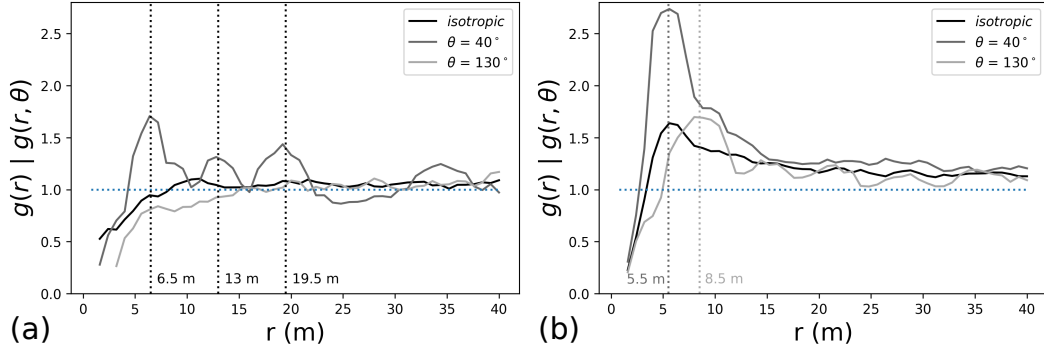 g(r) | g(r, θ)
2.5
2.0
1.5
1.0
0.5
0.0
isotropic
θ = 40°
θ = 130°
6.5 m
13 m
19.5 m
0 5 10 15 20 25 30 35 40
r (m)
(a)
g(r) | g(r, θ)
2.5
2.0
1.5
1.0
0.5
0.0
isotropic
θ = 40°
θ = 130°
5.5 m
8.5 m
0 5 10 15 20 25 30 35 40
r (m)
(b)